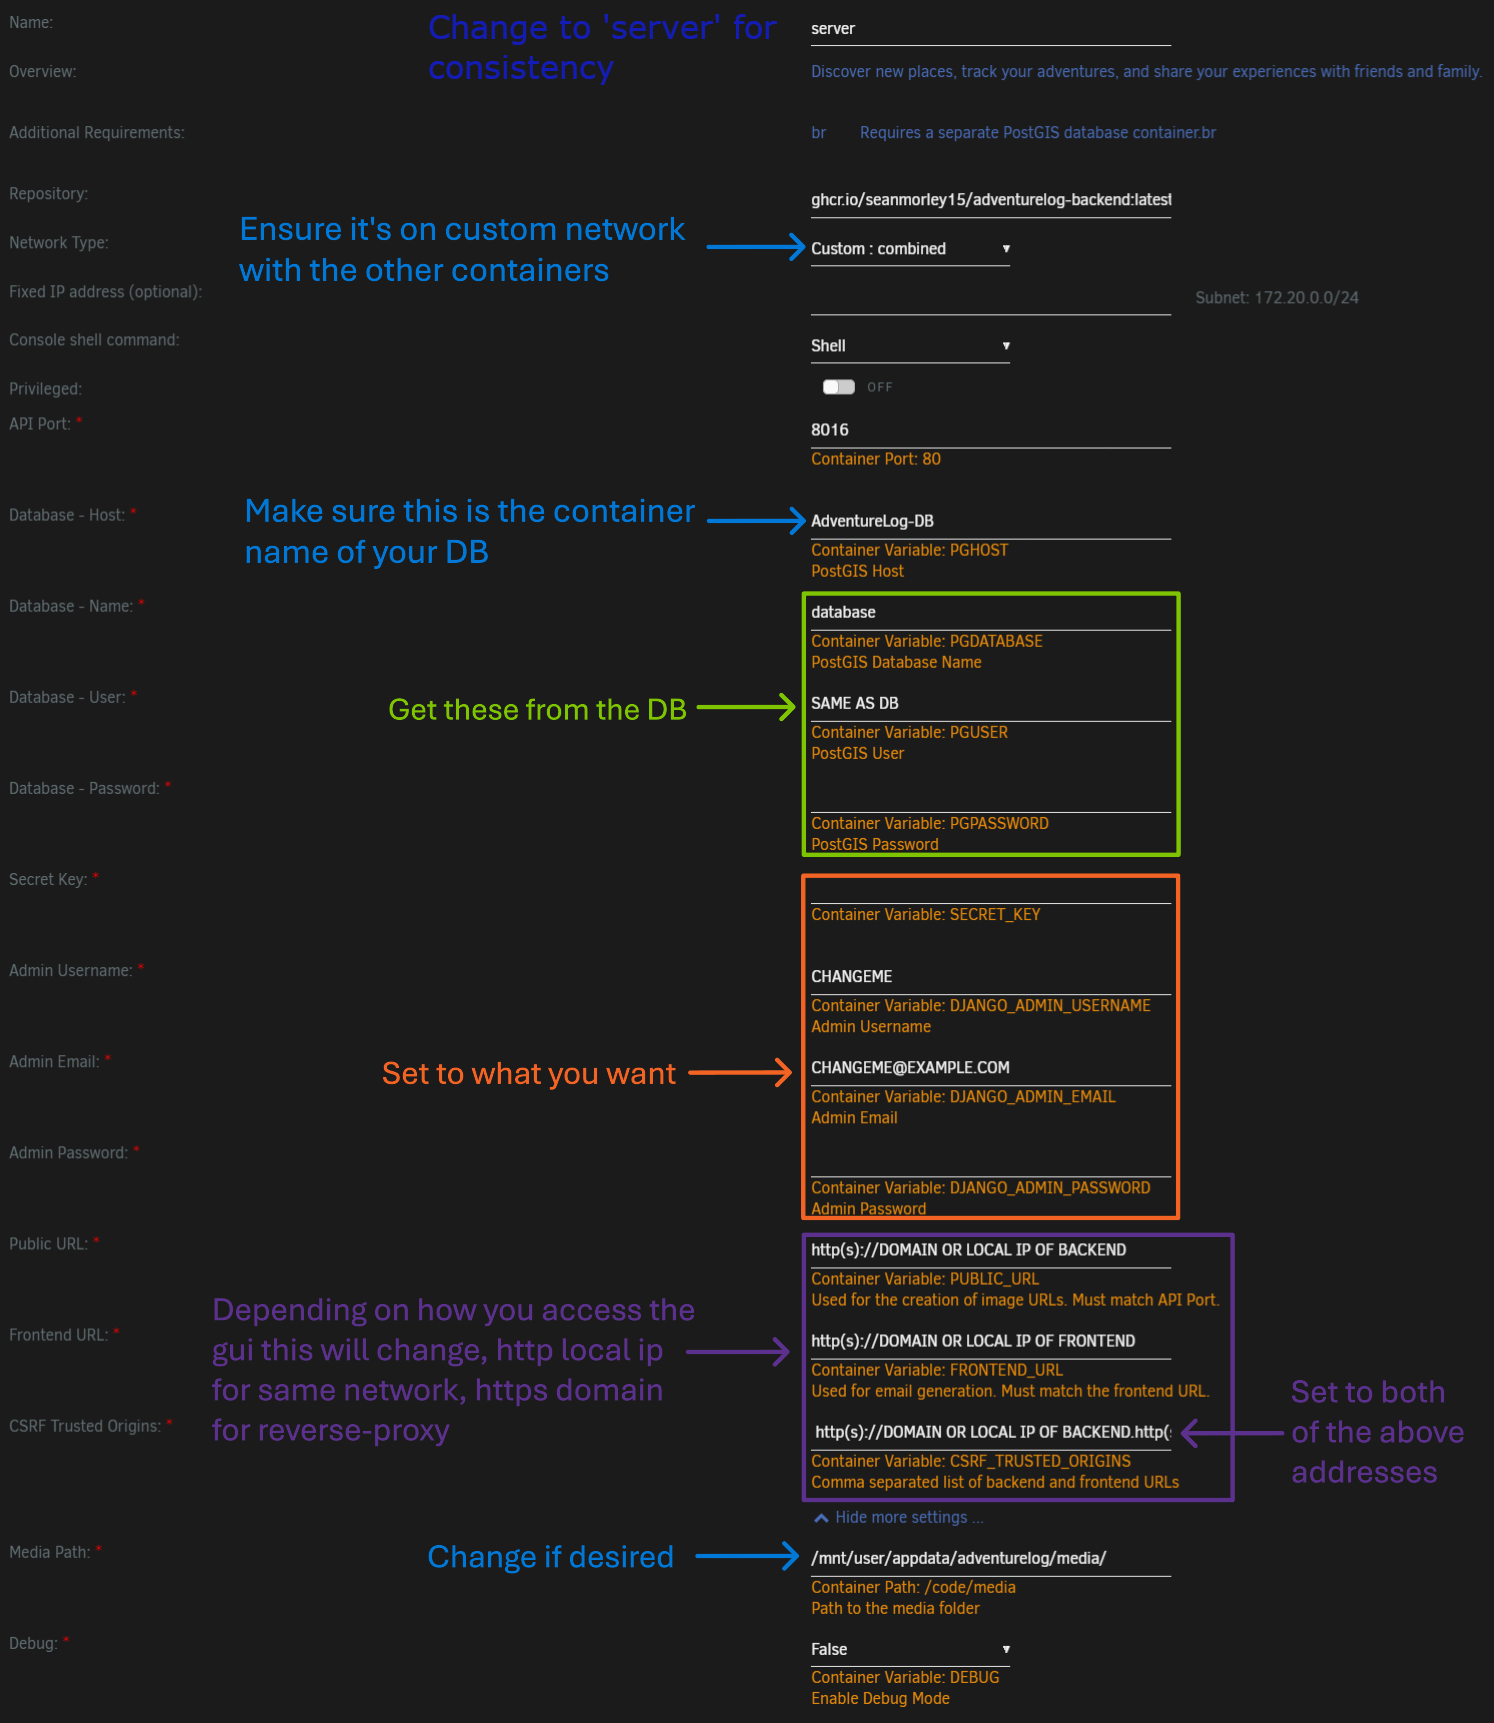 Name:
Change to 'server' for
consistency
server
Overview:
Discover new places, track your adventures, and share your experiences with friends and family.
Additional Requirements:
br Requires a separate PostGIS database container.br
Repository:
ghcr.io/seanmorley15/adventurelog-backend:latest
Ensure it's on custom network
with the other containers
Network Type:
Custom : combined
Fixed IP address (optional):
Subnet: 172.20.0.0/24
Console shell command:
Shell
Privileged:
OFF
API Port: *
8016
Container Port: 80
Database - Host: *
Make sure this is the container
name of your DB
AdventureLog-DB
Container Variable: PGHOST
PostGIS Host
Database - Name: *
database
Container Variable: PGDATABASE
PostGIS Database Name
Database - User: *
Get these from the DB
SAME AS DB
Container Variable: PGUSER
PostGIS User
Database - Password: *
Container Variable: PGPASSWORD
PostGIS Password
Secret Key: *
Container Variable: SECRET_KEY
Admin Username: *
CHANGEME
Container Variable: DJANGO_ADMIN_USERNAME
Admin Username
Admin Email: *
Set to what you want
CHANGEME@EXAMPLE.COM
Container Variable: DJANGO_ADMIN_EMAIL
Admin Email
Admin Password: *
Container Variable: DJANGO_ADMIN_PASSWORD
Admin Password
Public URL: *
http(s)://DOMAIN OR LOCAL IP OF BACKEND
Container Variable: PUBLIC_URL
Used for the creation of image URLs. Must match API Port.
Depending on how you access the
gui this will change, http local ip
for same network, https domain
for reverse-proxy
Frontend URL: *
http(s)://DOMAIN OR LOCAL IP OF FRONTEND
Container Variable: FRONTEND_URL
Used for email generation. Must match the frontend URL.
CSRF Trusted Origins: *
http(s)://DOMAIN OR LOCAL IP OF BACKEND.http(
Container Variable: CSRF_TRUSTED_ORIGINS
Comma separated list of backend and frontend URLs
Set to both
of the above
addresses
Hide more settings ...
Media Path: *
Change if desired
/mnt/user/appdata/adventurelog/media/
Container Path: /code/media
Path to the media folder
Debug: *
False
Container Variable: DEBUG
Enable Debug Mode